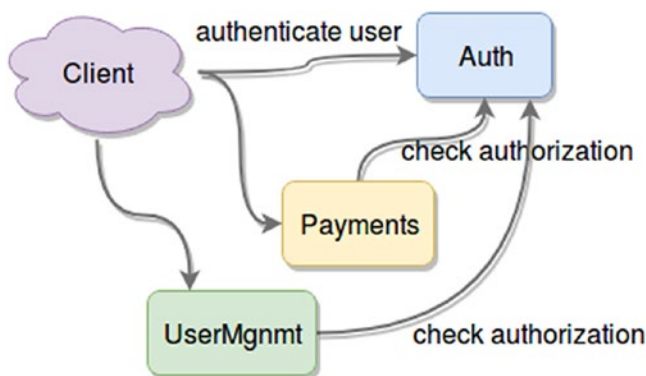 authenticate user
Client
Auth
check authorization
Payments
UserMgnmt
check authorization